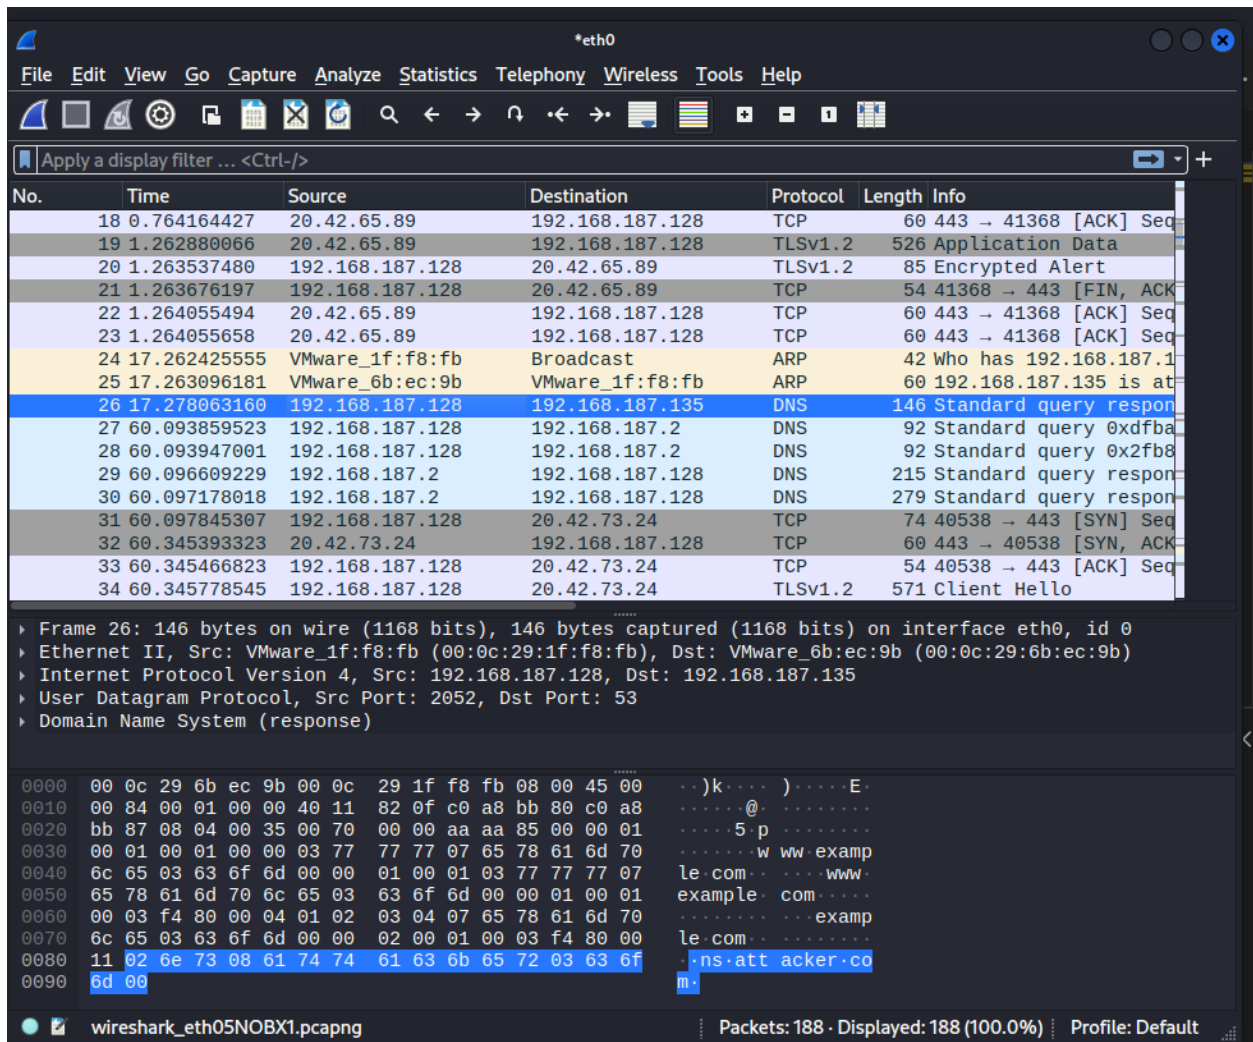 *eth0
File Edit View Go Capture Analyze Statistics Telephony Wireless Tools Help
Apply a display filter … <Ctrl-/>
No. Time Source Destination Protocol Length Info
18 0.764164427 20.42.65.89 192.168.187.128 TCP 60 443 → 41368 [ACK] Seq
19 1.262880066 20.42.65.89 192.168.187.128 TLSv1.2 526 Application Data
20 1.263537480 192.168.187.128 20.42.65.89 TLSv1.2 85 Encrypted Alert
21 1.263676197 192.168.187.128 20.42.65.89 TCP 54 41368 → 443 [FIN, ACK
22 1.264055494 20.42.65.89 192.168.187.128 TCP 60 443 → 41368 [ACK] Seq
23 1.264055658 20.42.65.89 192.168.187.128 TCP 60 443 → 41368 [ACK] Seq
24 17.262425555 VMware_1f:f8:fb Broadcast ARP 42 Who has 192.168.187.1
25 17.263096181 VMware_6b:ec:9b VMware_1f:f8:fb ARP 60 192.168.187.135 is at
26 17.278063160 192.168.187.128 192.168.187.135 DNS 146 Standard query respon
27 60.093859523 192.168.187.128 192.168.187.2 DNS 92 Standard query 0xdfba
28 60.093947001 192.168.187.128 192.168.187.2 DNS 92 Standard query 0x2fb8
29 60.096609229 192.168.187.2 192.168.187.128 DNS 215 Standard query respon
30 60.097178018 192.168.187.2 192.168.187.128 DNS 279 Standard query respon
31 60.097845307 192.168.187.128 20.42.73.24 TCP 74 40538 → 443 [SYN] Seq
32 60.345393323 20.42.73.24 192.168.187.128 TCP 60 443 → 40538 [SYN, ACK
33 60.345466823 192.168.187.128 20.42.73.24 TCP 54 40538 → 443 [ACK] Seq
34 60.345778545 192.168.187.128 20.42.73.24 TLSv1.2 571 Client Hello
Frame 26: 146 bytes on wire (1168 bits), 146 bytes captured (1168 bits) on interface eth0, id 0
Ethernet II, Src: VMware_1f:f8:fb (00:0c:29:1f:f8:fb), Dst: VMware_6b:ec:9b (00:0c:29:6b:ec:9b)
Internet Protocol Version 4, Src: 192.168.187.128, Dst: 192.168.187.135
User Datagram Protocol, Src Port: 2052, Dst Port: 53
Domain Name System (response)
0000 00 0c 29 6b ec 9b 00 0c 29 1f f8 fb 08 00 45 00 ··)k···· )·····E·
0010 00 84 00 01 00 00 40 11 82 0f c0 a8 bb 80 c0 a8 ······@· ········
0020 bb 87 08 04 00 35 00 70 00 00 aa aa 85 00 00 01 ·····5·p ········
0030 00 01 00 01 00 00 03 77 77 77 07 65 78 61 6d 70 ·······w ww·examp
0040 6c 65 03 63 6f 6d 00 00 01 00 01 03 77 77 77 07 le·com·· ····www·
0050 65 78 61 6d 70 6c 65 03 63 6f 6d 00 00 01 00 01 example· com·····
0060 00 03 f4 80 00 04 01 02 03 04 07 65 78 61 6d 70 ········ ···examp
0070 6c 65 03 63 6f 6d 00 00 02 00 01 00 03 f4 80 00 le·com·· ········
0080 11 02 6e 73 08 61 74 74 61 63 6b 65 72 03 63 6f ··ns·att acker·co
0090 6d 00 m·
wireshark_eth05NOBX1.pcapng Packets: 188 · Displayed: 188 (100.0%) Profile: Default